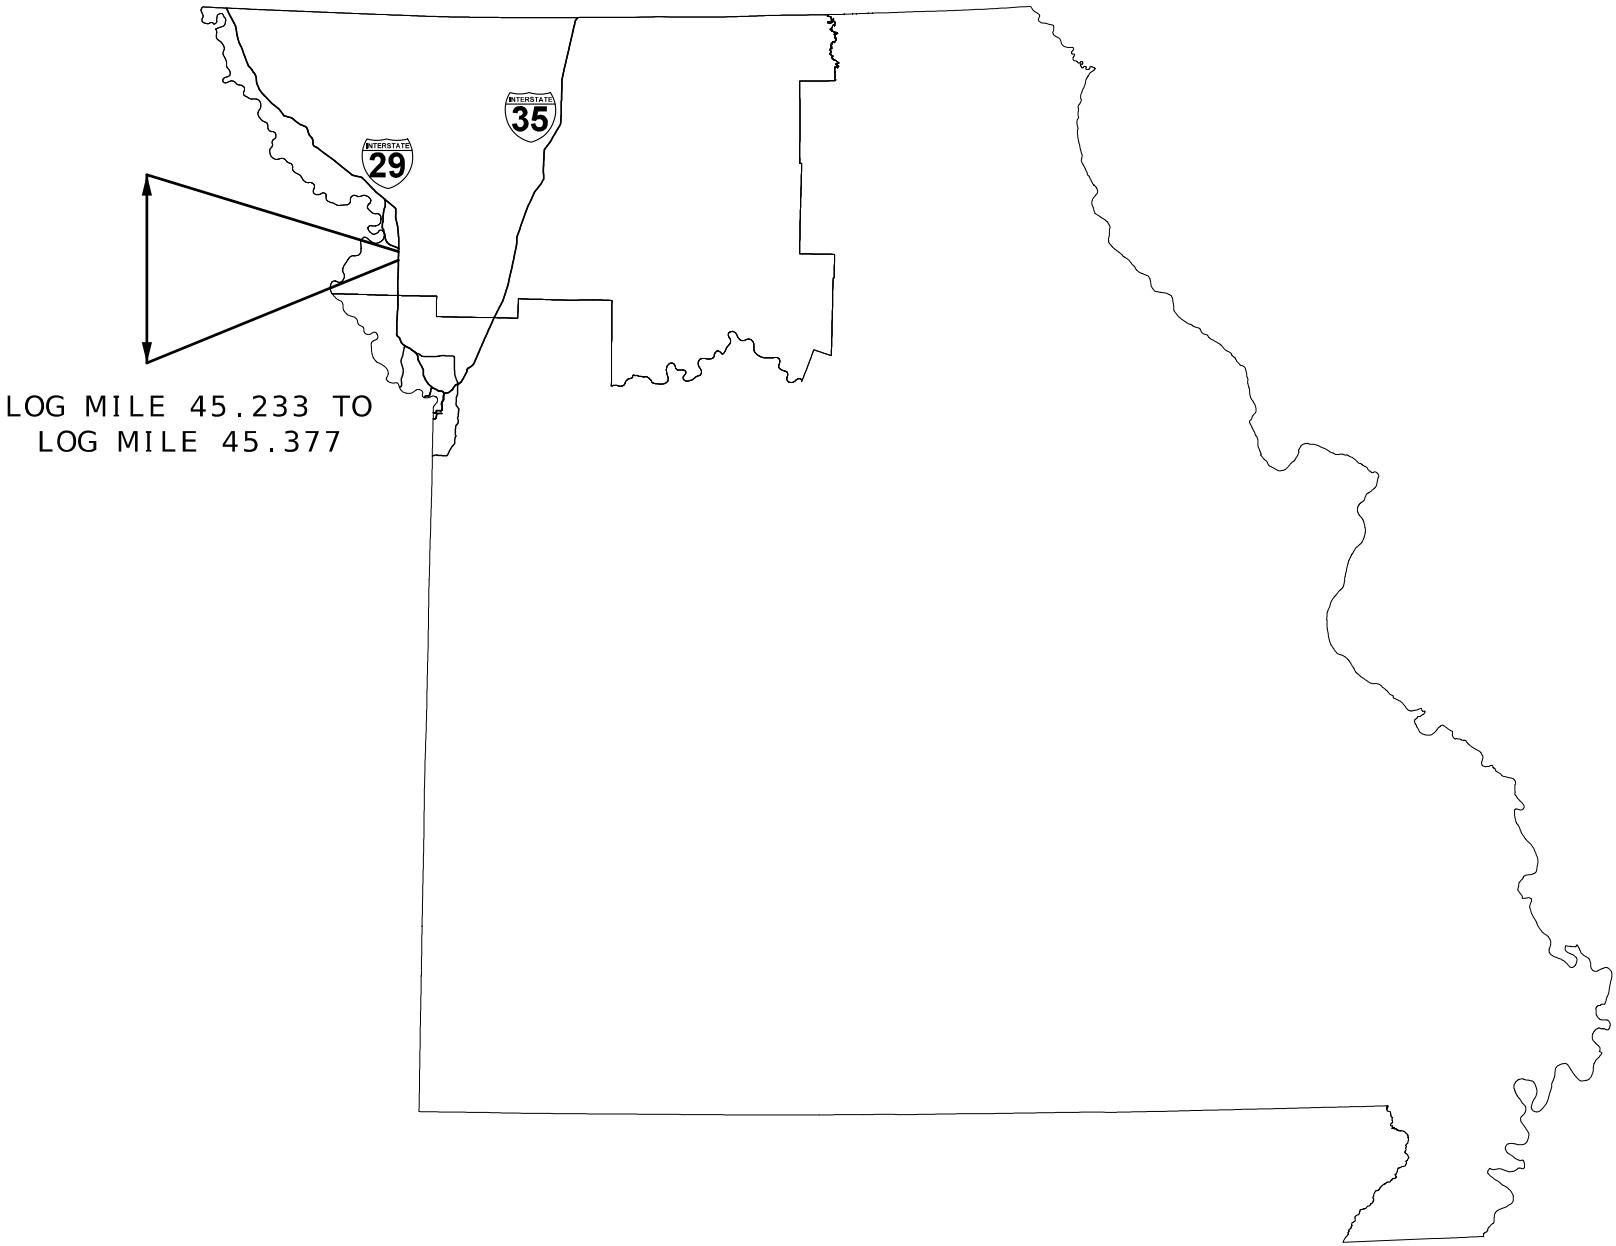 INTERSTATE
35
INTERSTATE
29
LOG MILE 45.233 TO
LOG MILE 45.377